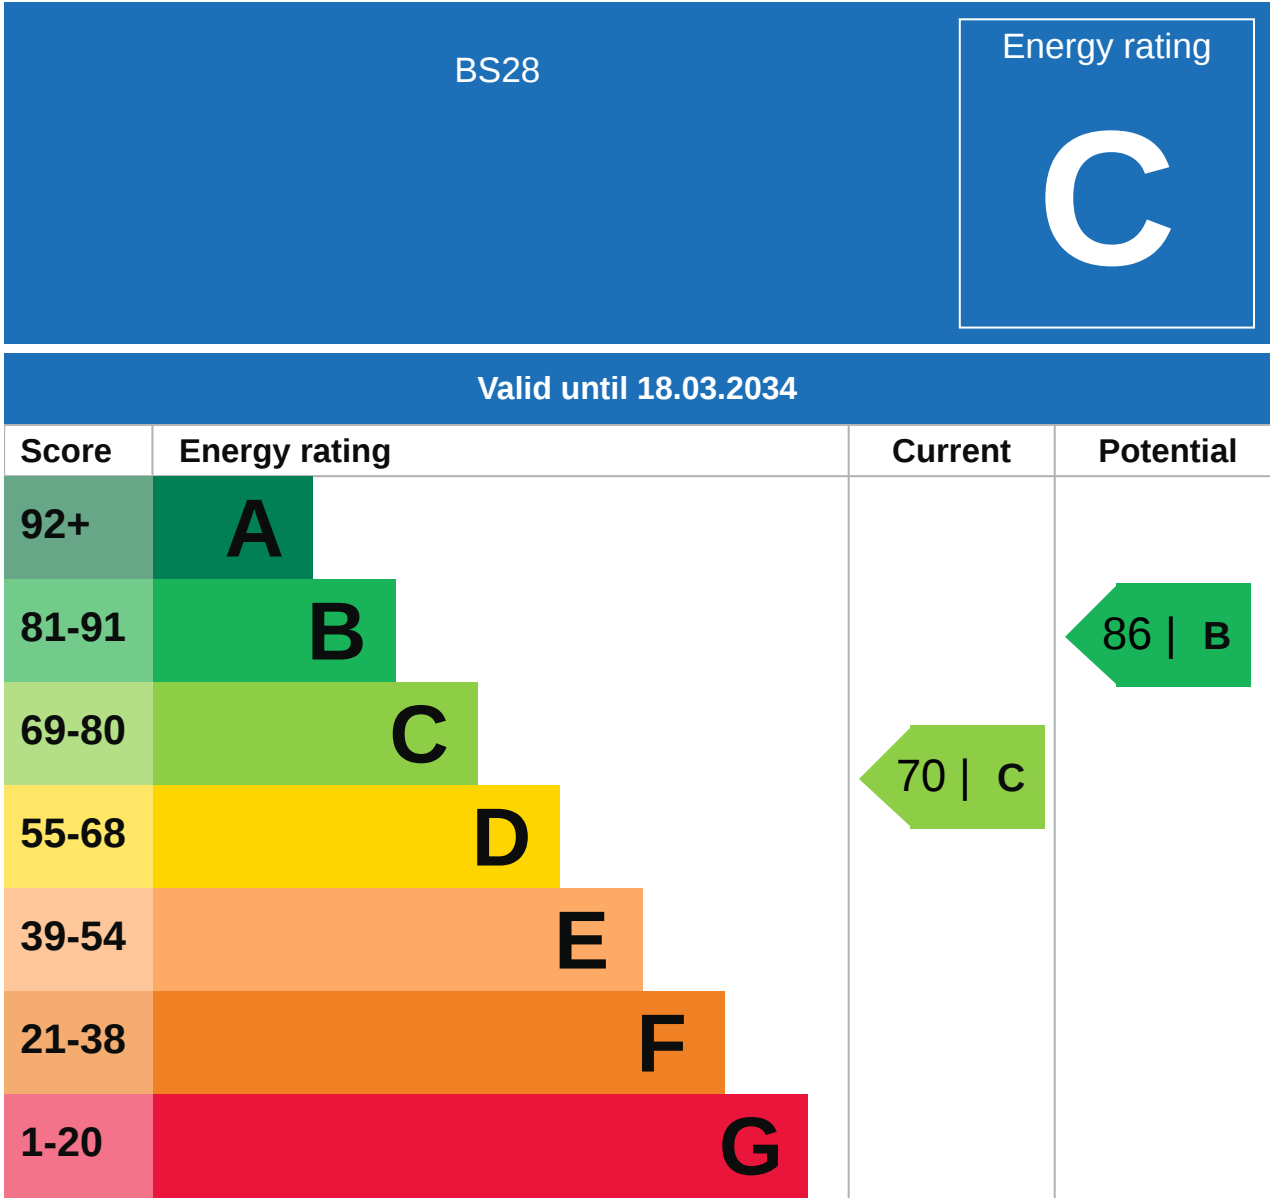 BS28
Energy rating
C
Valid until 18.03.2034
Score Energy rating Current Potential
92+ A
81-91 B
86 | B
69-80 C
70 | C
55-68 D
39-54 E
21-38 F
1-20 G